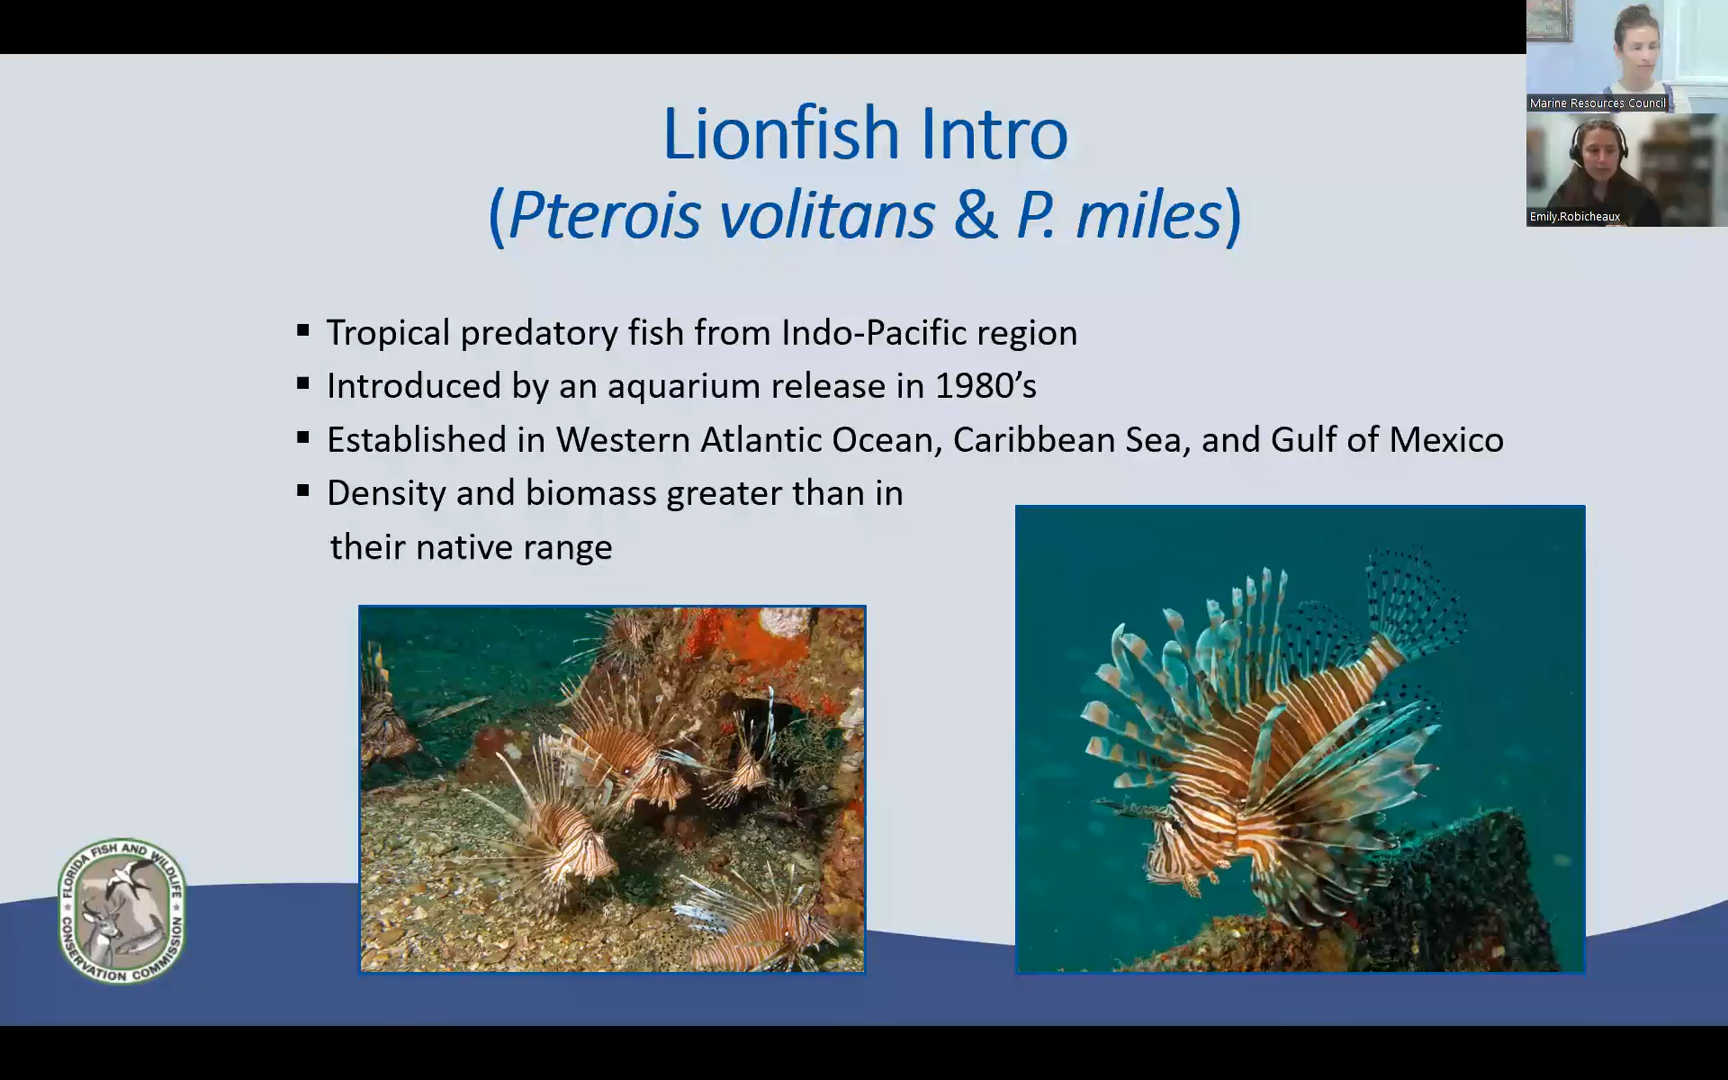 Lionfish Intro
(Pterois volitans & P. miles)
▪ Tropical predatory fish from Indo-Pacific region
▪ Introduced by an aquarium release in 1980’s
▪ Established in Western Atlantic Ocean, Caribbean Sea, and Gulf of Mexico
▪ Density and biomass greater than in
their native range
Marine Resources Council
Emily.Robicheaux
FLORIDA FISH AND WILDLIFE
CONSERVATION COMMISSION